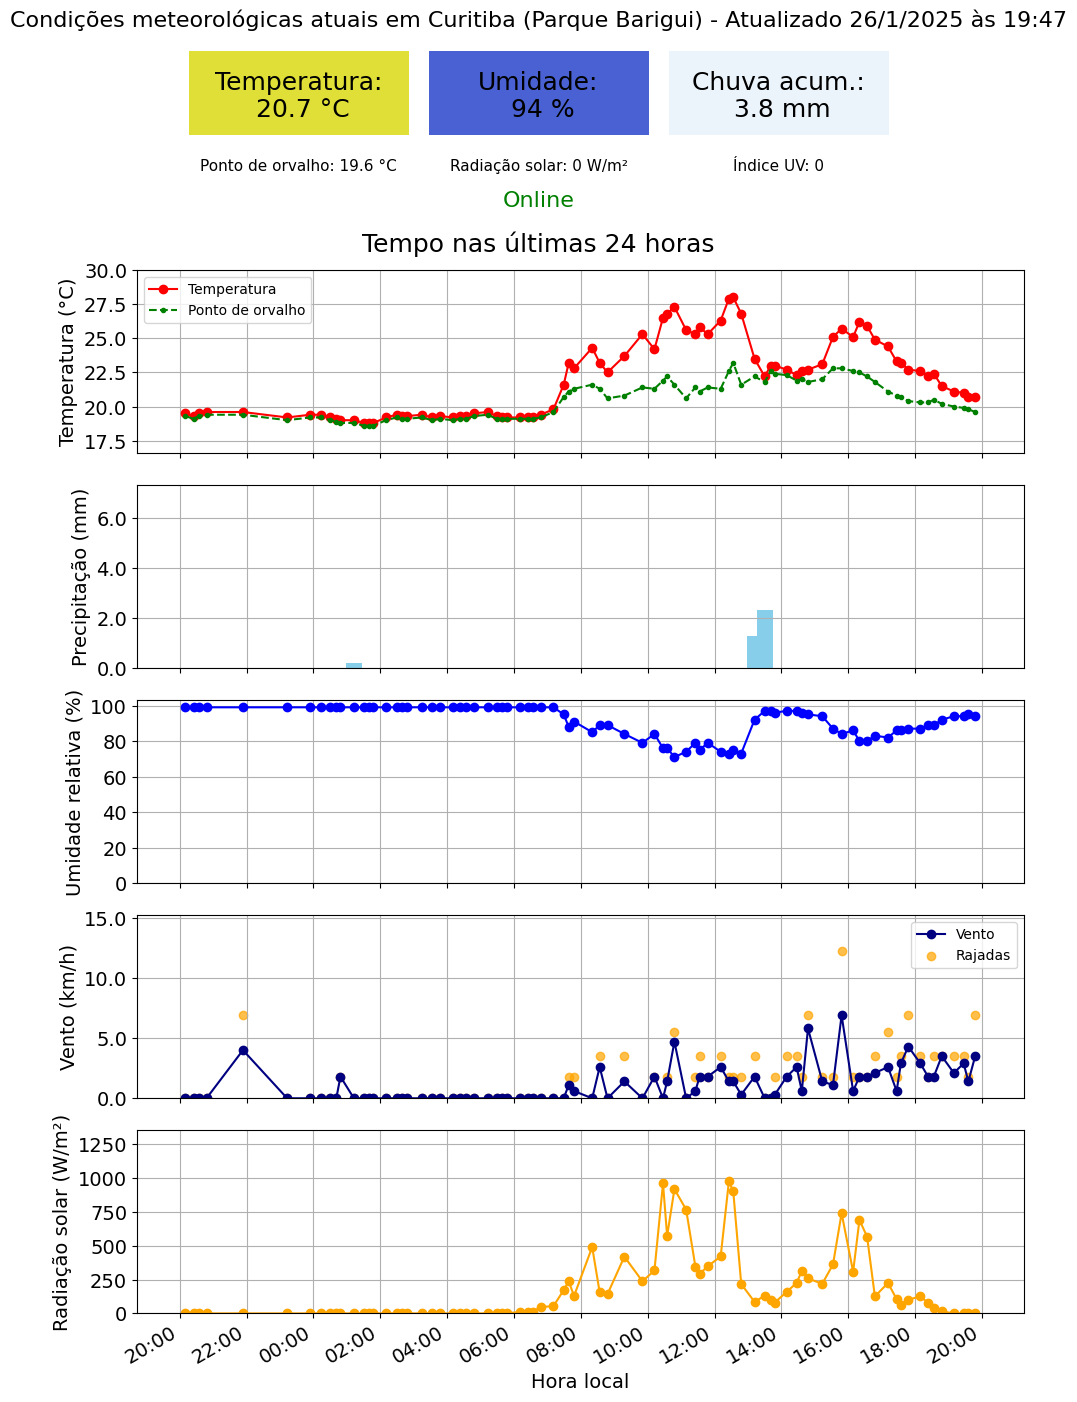 Condições meteorológicas atuais em Curitiba (Parque Barigui) - Atualizado 26/1/2025 às 19:47
Temperatura:
20.7 °C
Umidade:
94 %
Chuva acum.:
3.8 mm
Ponto de orvalho: 19.6 °C
Radiação solar: 0 W/m²
Índice UV: 0
Online
Tempo nas últimas 24 horas
Temperatura (°C)
30.0
27.5
25.0
22.5
20.0
17.5
Temperatura
Ponto de orvalho
Precipitação (mm)
6.0
4.0
2.0
0.0
Umidade relativa (%)
100
80
60
40
20
0
Vento (km/h)
15.0
10.0
5.0
0.0
Vento
Rajadas
Radiação solar (W/m²)
1250
1000
750
500
250
0
20:00
22:00
00:00
02:00
04:00
06:00
08:00
10:00
12:00
14:00
16:00
18:00
20:00
Hora local